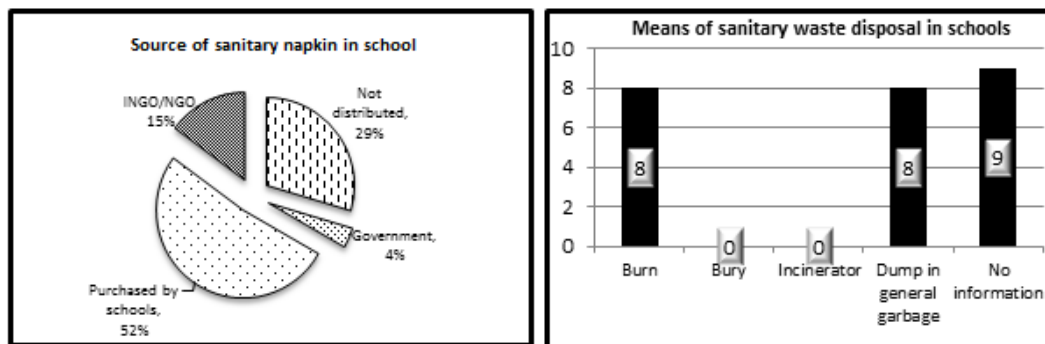 Source of sanitary napkin in school
INGO/NGO,
15%
Not
distributed,
29%
Government,
4%
Purchased by
schools,
52%
Means of sanitary waste disposal in schools
10
8
6
4
2
0
8
0
0
8
9
Burn
Bury
Incinerator
Dump in
general
garbage
No
information